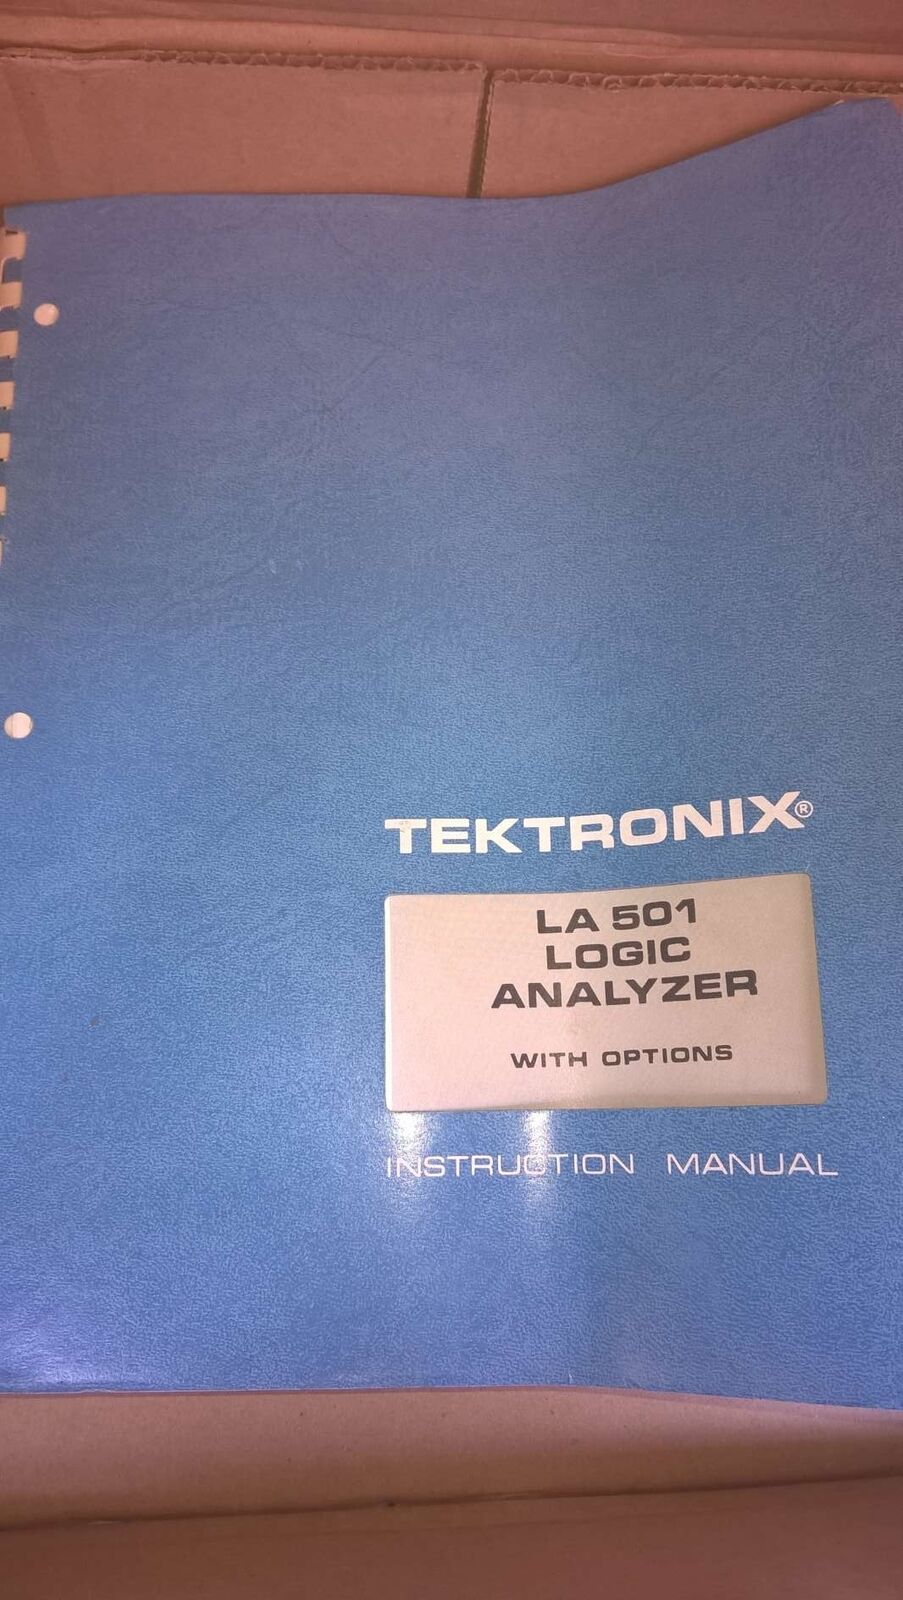 TEKTRONIX®
LA 501
LOGIC
ANALYZER
WITH OPTIONS
INSTRUCTION MANUAL